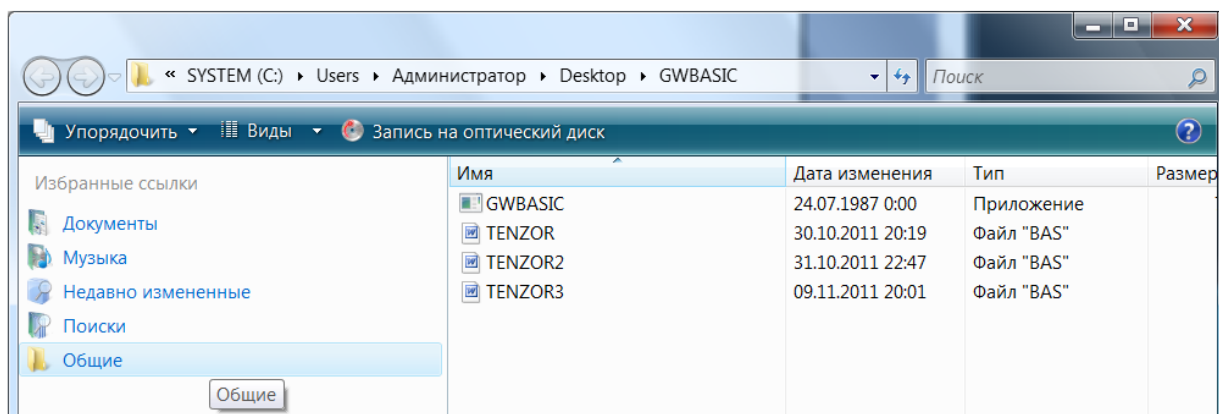 « SYSTEM (C:) Users Администратор Desktop GWBASIC Поиск
Упорядочить Виды Запись на оптический диск ?
Избранные ссылки
Документы
Музыка
Недавно измененные
Поиски
Общие
Общие
Имя Дата изменения Тип Размер
GWBASIC 24.07.1987 0:00 Приложение
TENZOR 30.10.2011 20:19 Файл "BAS"
TENZOR2 31.10.2011 22:47 Файл "BAS"
TENZOR3 09.11.2011 20:01 Файл "BAS"